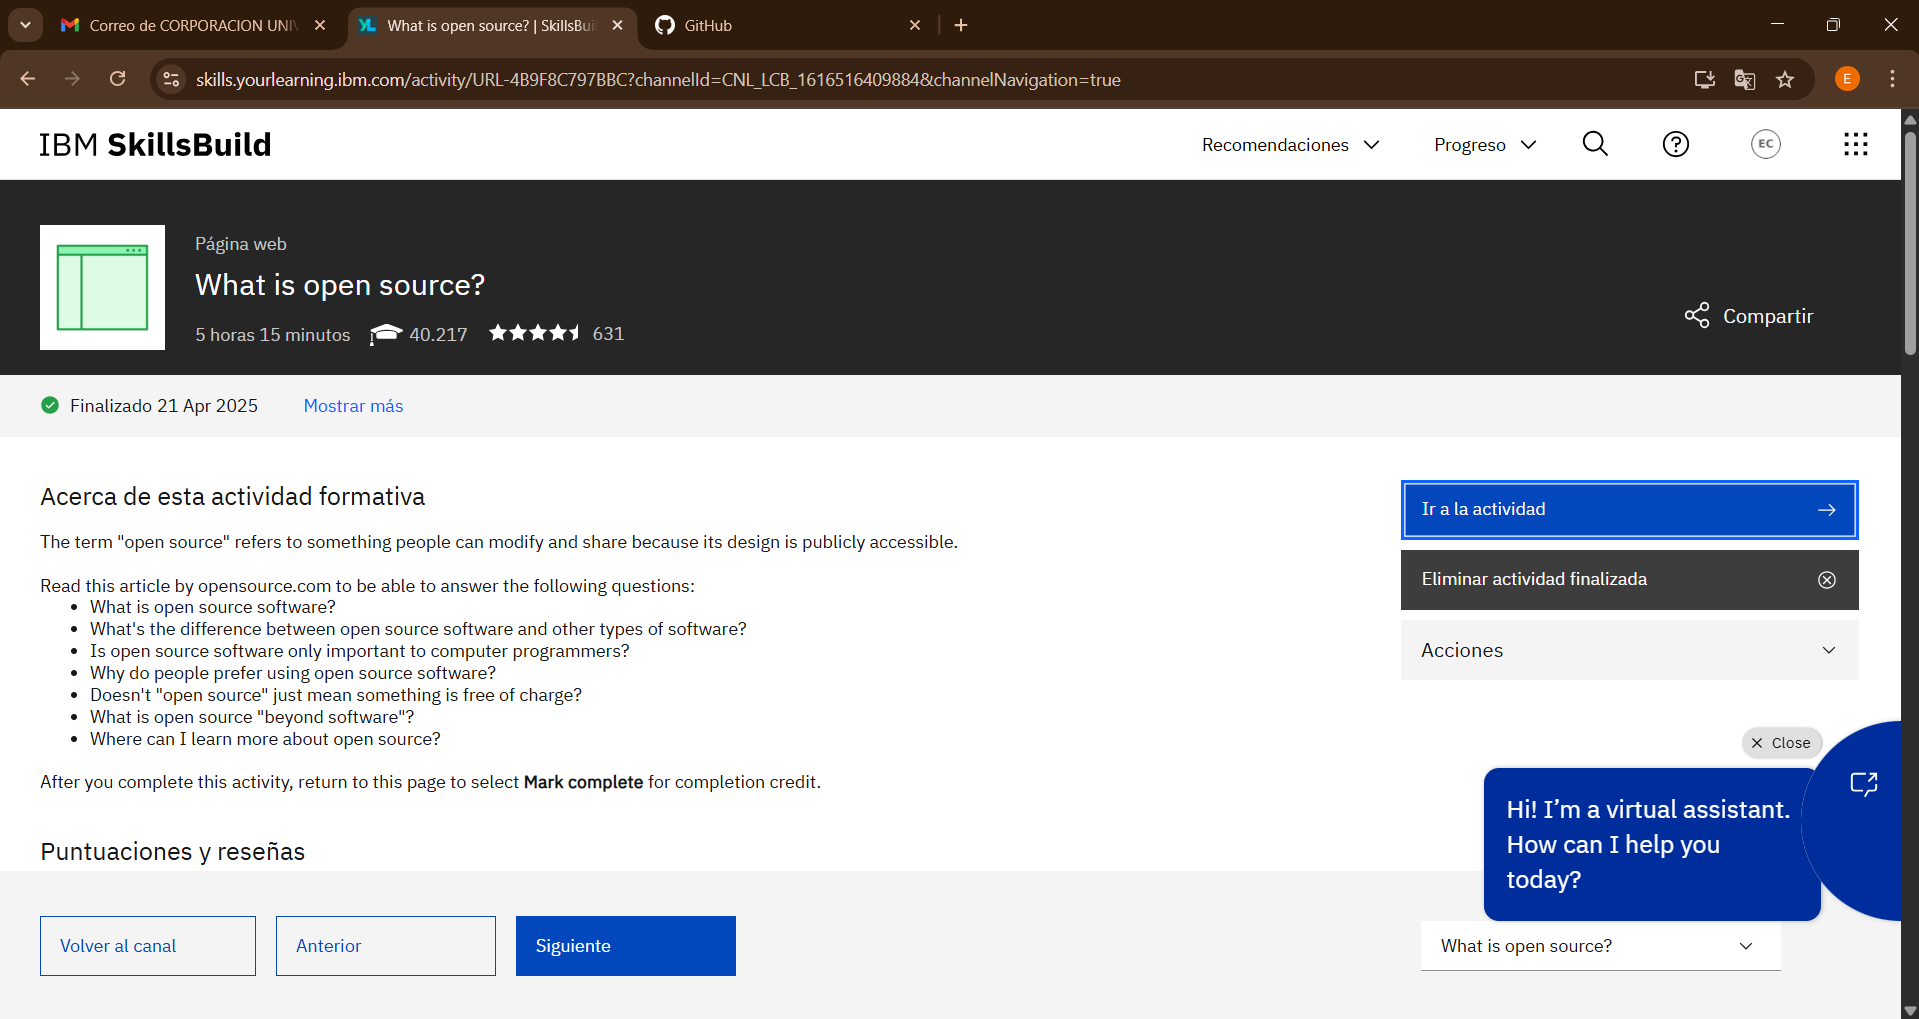 Correo de CORPORACION UNIV
What is open source? | SkillsBui
GitHub
skills.yourlearning.ibm.com/activity/URL-4B9F8C797BBC?channelId=CNL_LCB_1616516409884&channelNavigation=true
E
IBM SkillsBuild
Recomendaciones
Progreso
EC
Página web
What is open source?
5 horas 15 minutos
40.217
631
Compartir
Finalizado 21 Apr 2025
Mostrar más
Acerca de esta actividad formativa
The term "open source" refers to something people can modify and share because its design is publicly accessible.
Read this article by opensource.com to be able to answer the following questions:
• What is open source software?
• What's the difference between open source software and other types of software?
• Is open source software only important to computer programmers?
• Why do people prefer using open source software?
• Doesn't "open source" just mean something is free of charge?
• What is open source "beyond software"?
• Where can I learn more about open source?
After you complete this activity, return to this page to select Mark complete for completion credit.
Puntuaciones y reseñas
Ir a la actividad
Eliminar actividad finalizada
Acciones
Close
Hi! I'm a virtual assistant.
How can I help you
today?
Volver al canal
Anterior
Siguiente
What is open source?